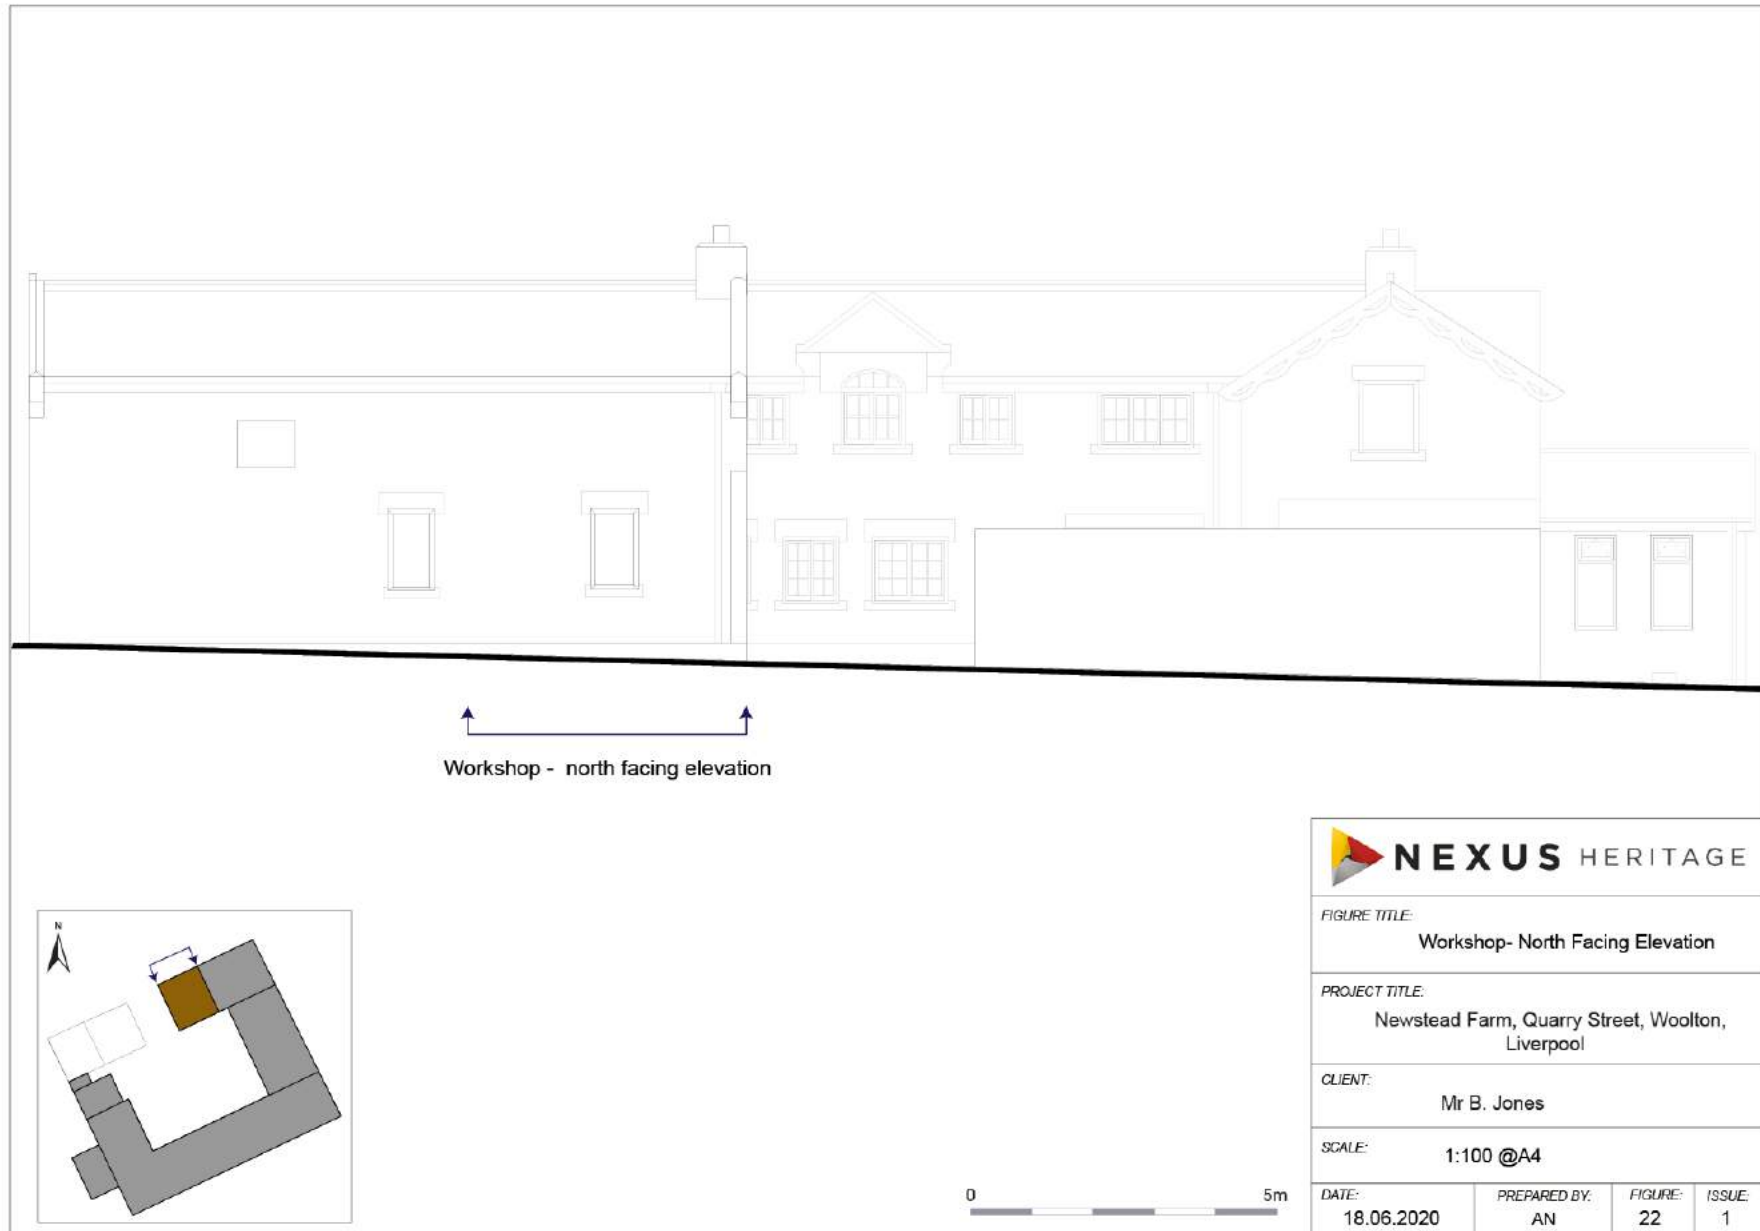 Workshop -  north facing elevation
N
0 5m
NEXUS HERITAGE
FIGURE TITLE:
Workshop- North Facing Elevation
PROJECT TITLE:
Newstead Farm, Quarry Street, Woolton,
Liverpool
CLIENT:
Mr B. Jones
SCALE: 1:100 @A4
DATE: PREPARED BY: FIGURE: ISSUE:
18.06.2020 AN 22 1